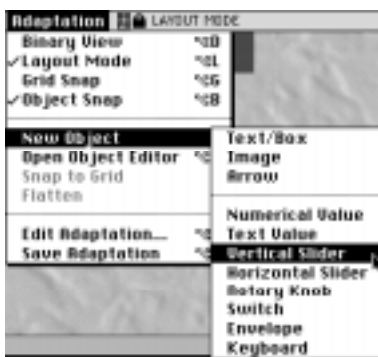 Adaptation LAYOUT MODE
Binary View
✓Layout Mode
Grid Snap
✓Object Snap
New Object
Open Object Editor
Snap to Grid
Flatten
Edit Adaptation...
Save Adaptation
Text/Box
Image
Arrow
Numerical Value
Text Value
Vertical Slider
Horizontal Slider
Rotary Knob
Switch
Envelope
Keyboard